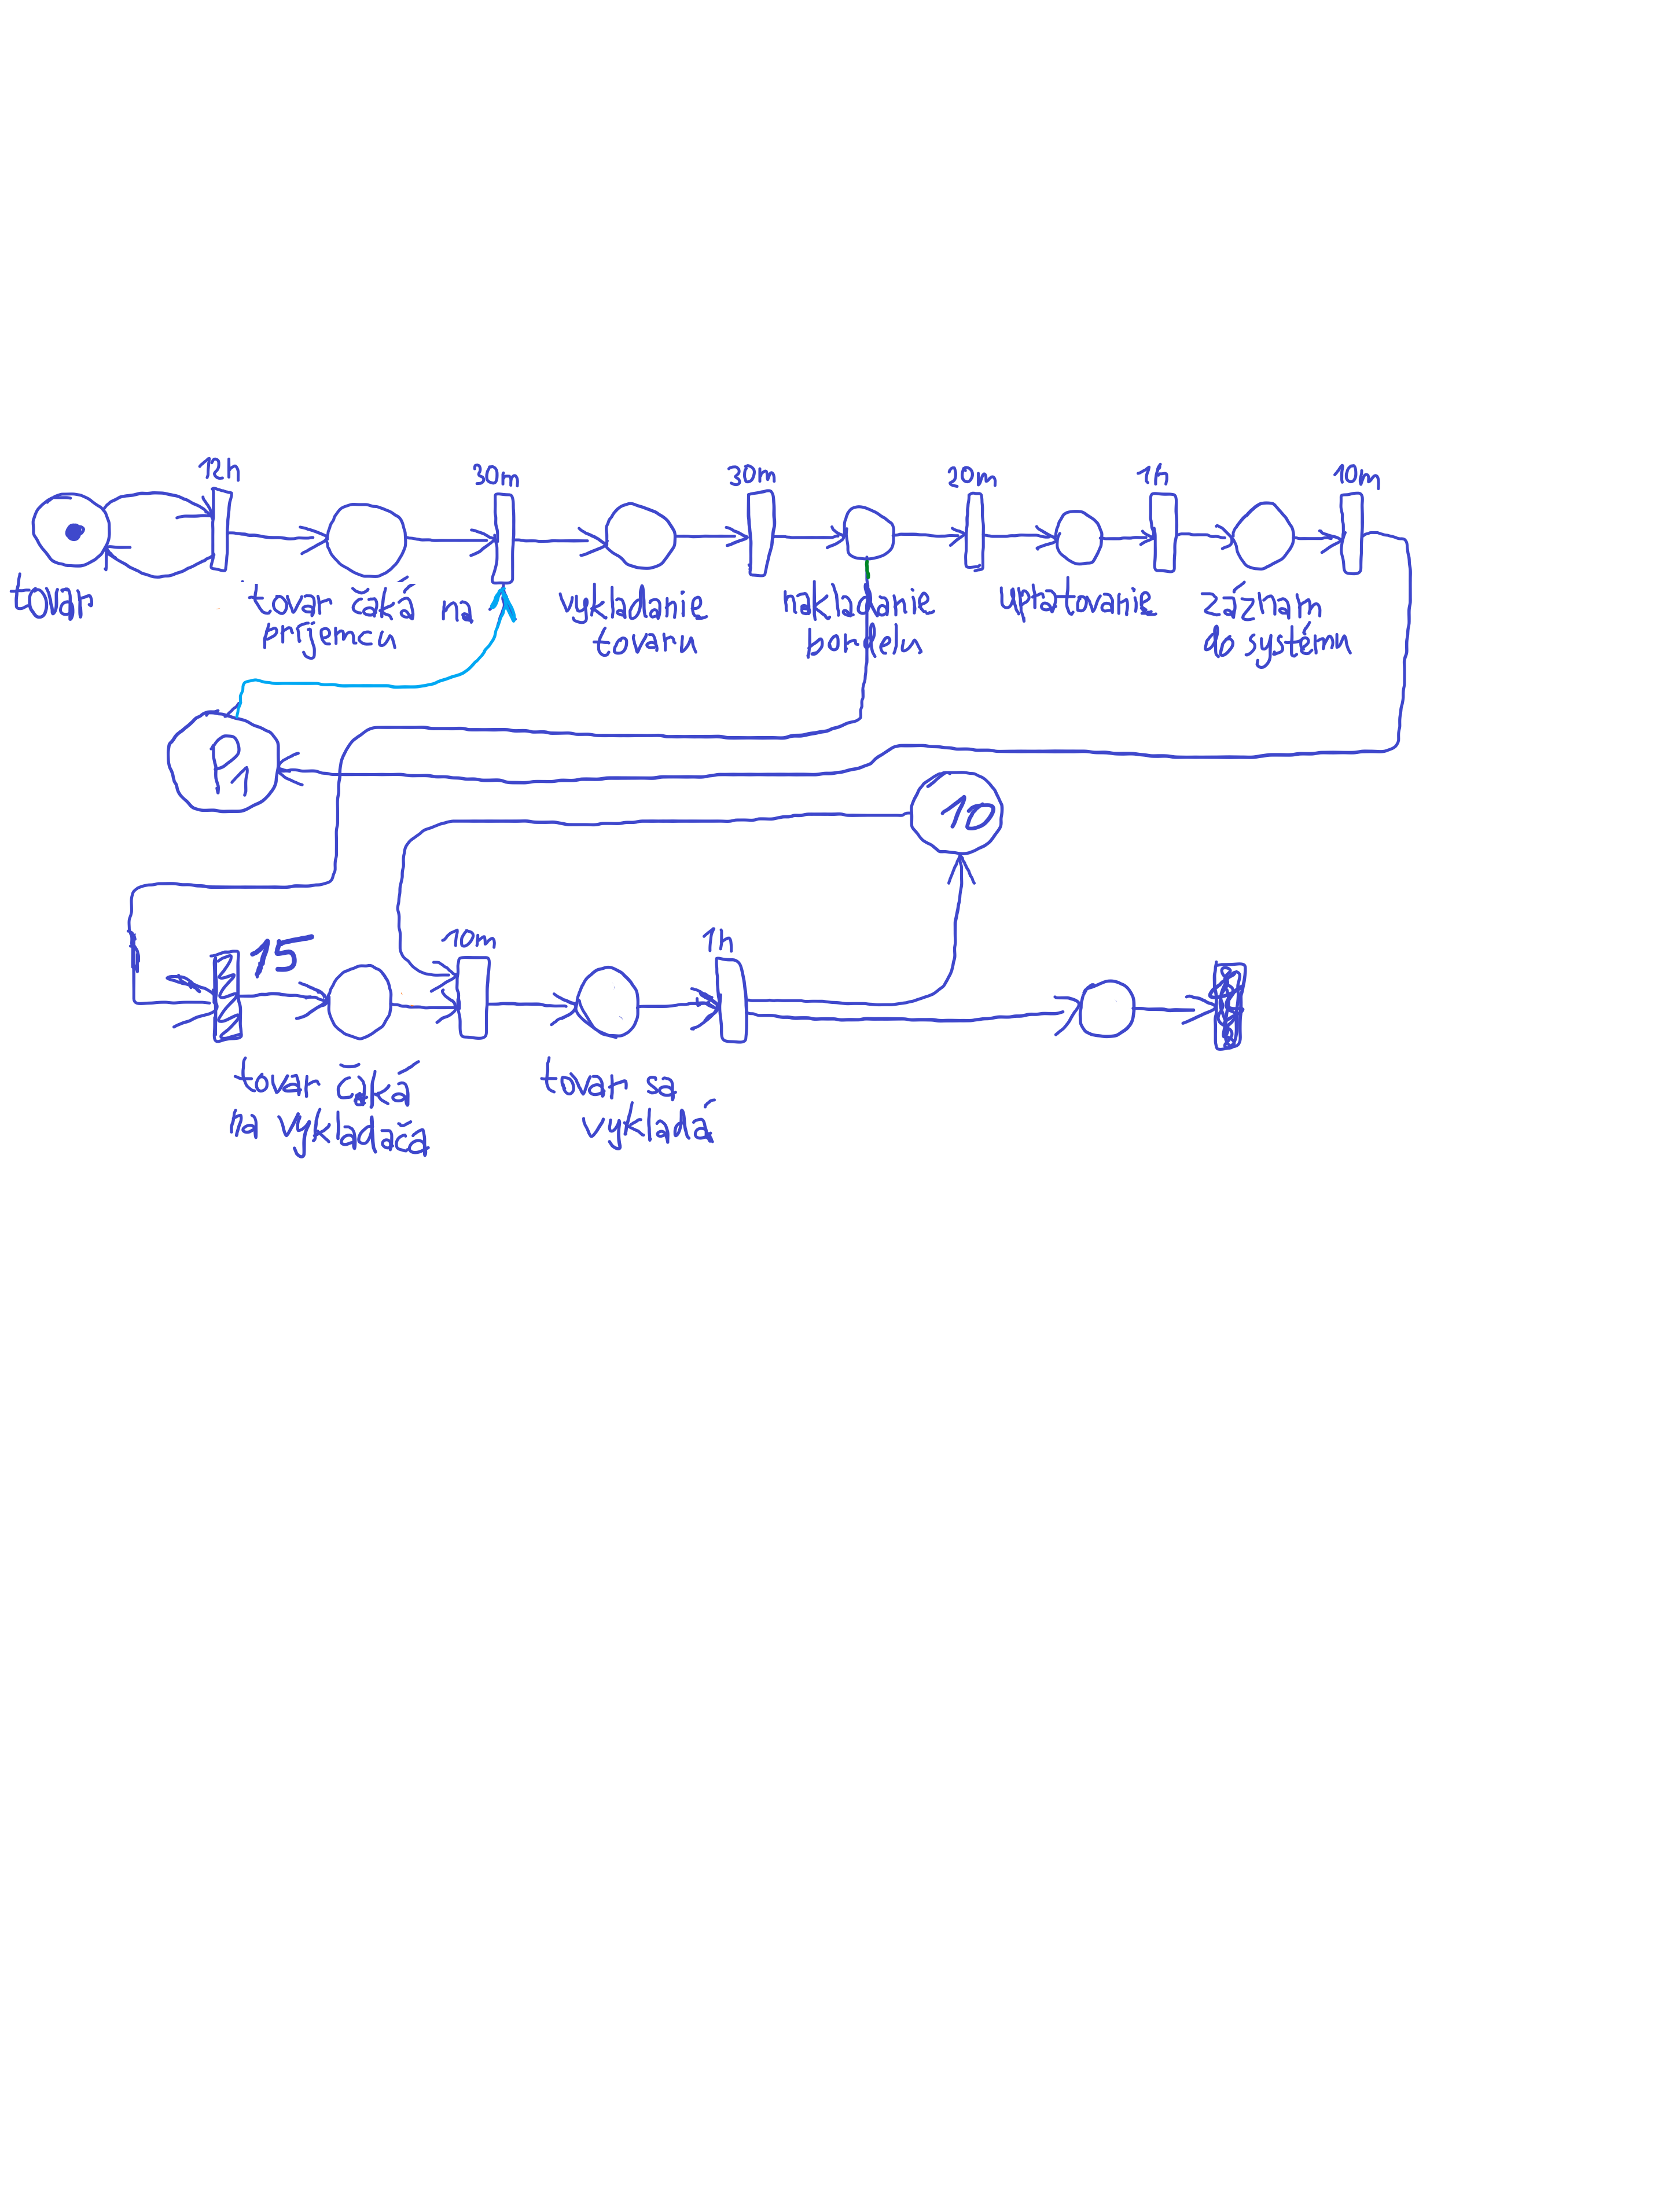 12h
30m
30m
20m
1h
10m
tovar
tovar čaká na
prijemcu
vykladanie
tovaru
nakladanie
bordelu
upratovanie
záznam
do systému
P1
10
15
10m
1h
tovar čaká
na vykladača
tovar sa
vykladá